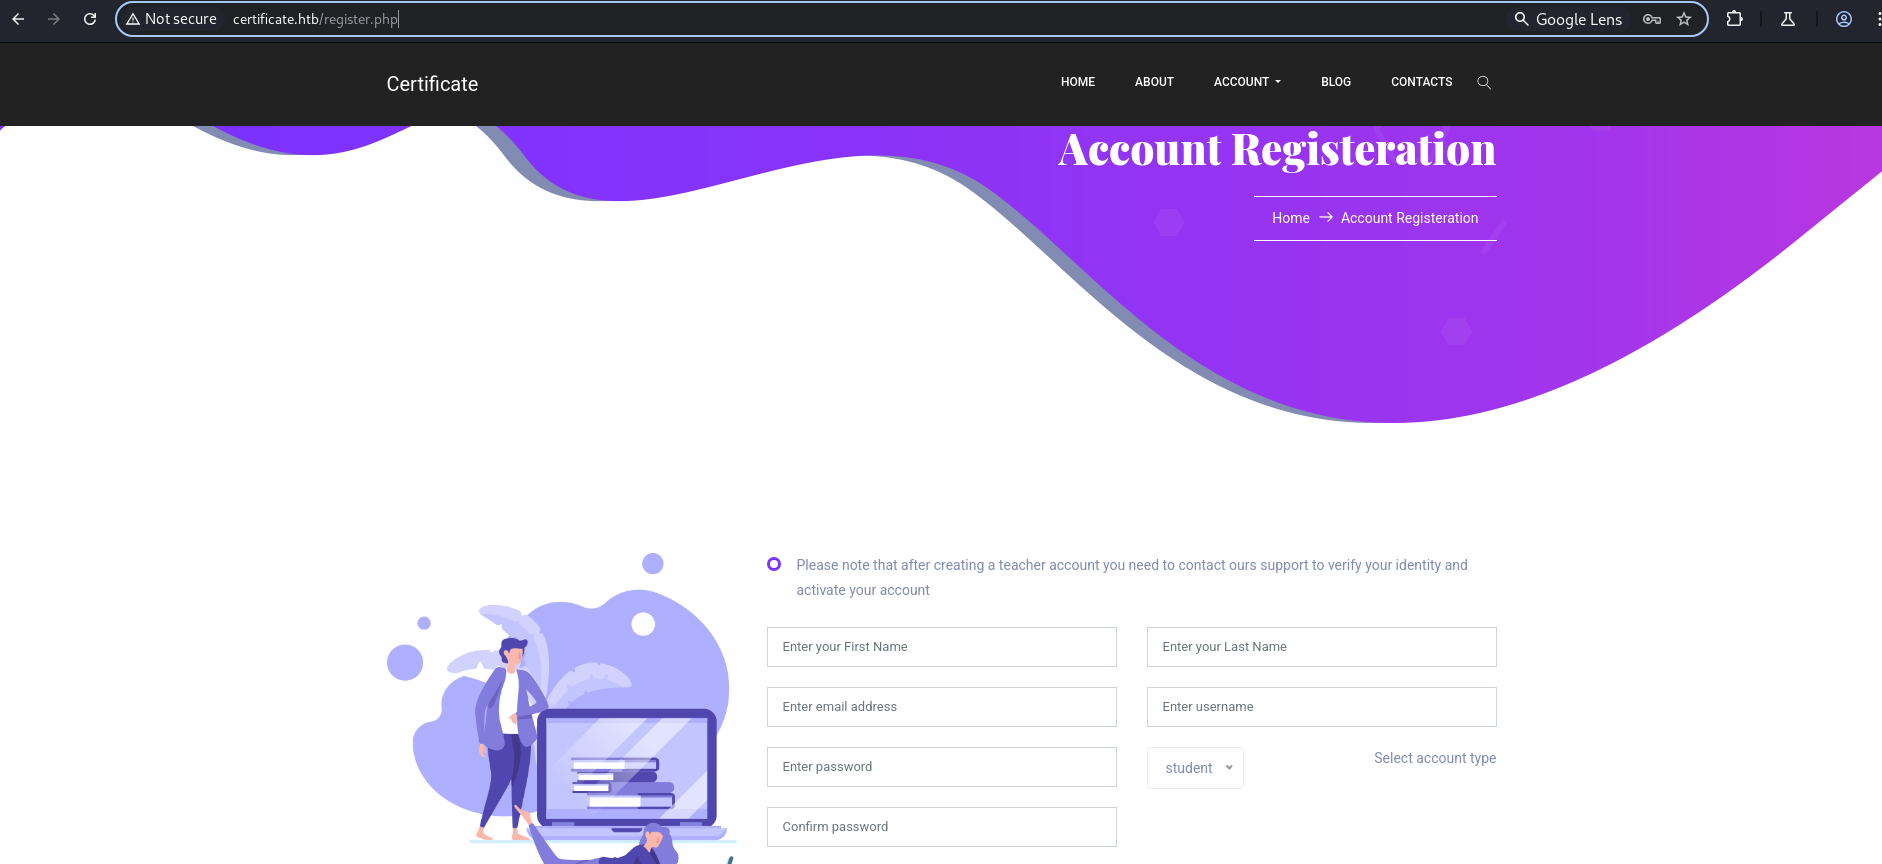 Not secure certificate.htb/register.php Google Lens
Certificate HOME ABOUT ACCOUNT BLOG CONTACTS
Account Registeration
Home → Account Registeration
Please note that after creating a teacher account you need to contact ours support to verify your identity and
activate your account
Enter your First Name Enter your Last Name
Enter email address Enter username
Enter password student Select account type
Confirm password